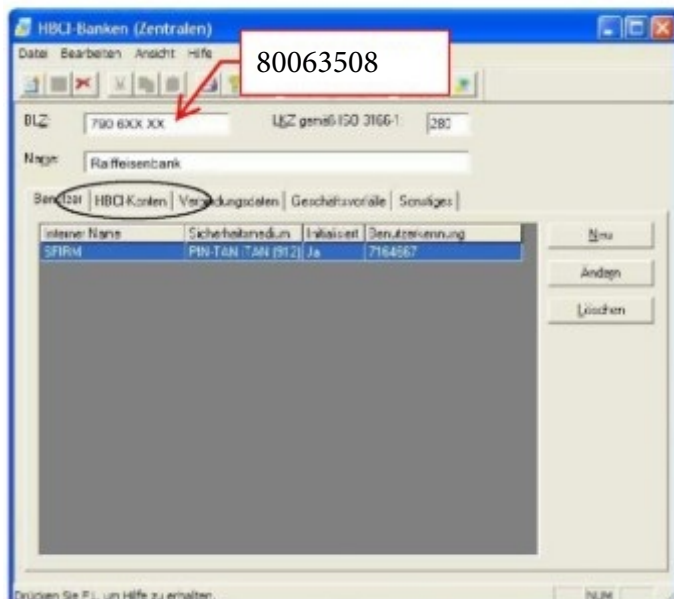 HBCI-Banken (Zentralen)
Datei Bearbeiten Ansicht Hilfe
80063508
BLZ: 790 6XX XX LKZ gemäß ISO 3166-1: 280
Name: Raiffeisenbank
Benutzer HBCI-Konten Verbindungsdaten Geschäftsvorfälle Sonstiges
Interner Name Sicherheitsmedium Initialisiert Benutzerkennung
SFIRM PIN-TAN iTAN (912) Ja 7164667
Neu
Ändern
Löschen
Drücken Sie F1, um Hilfe zu erhalten. NUM